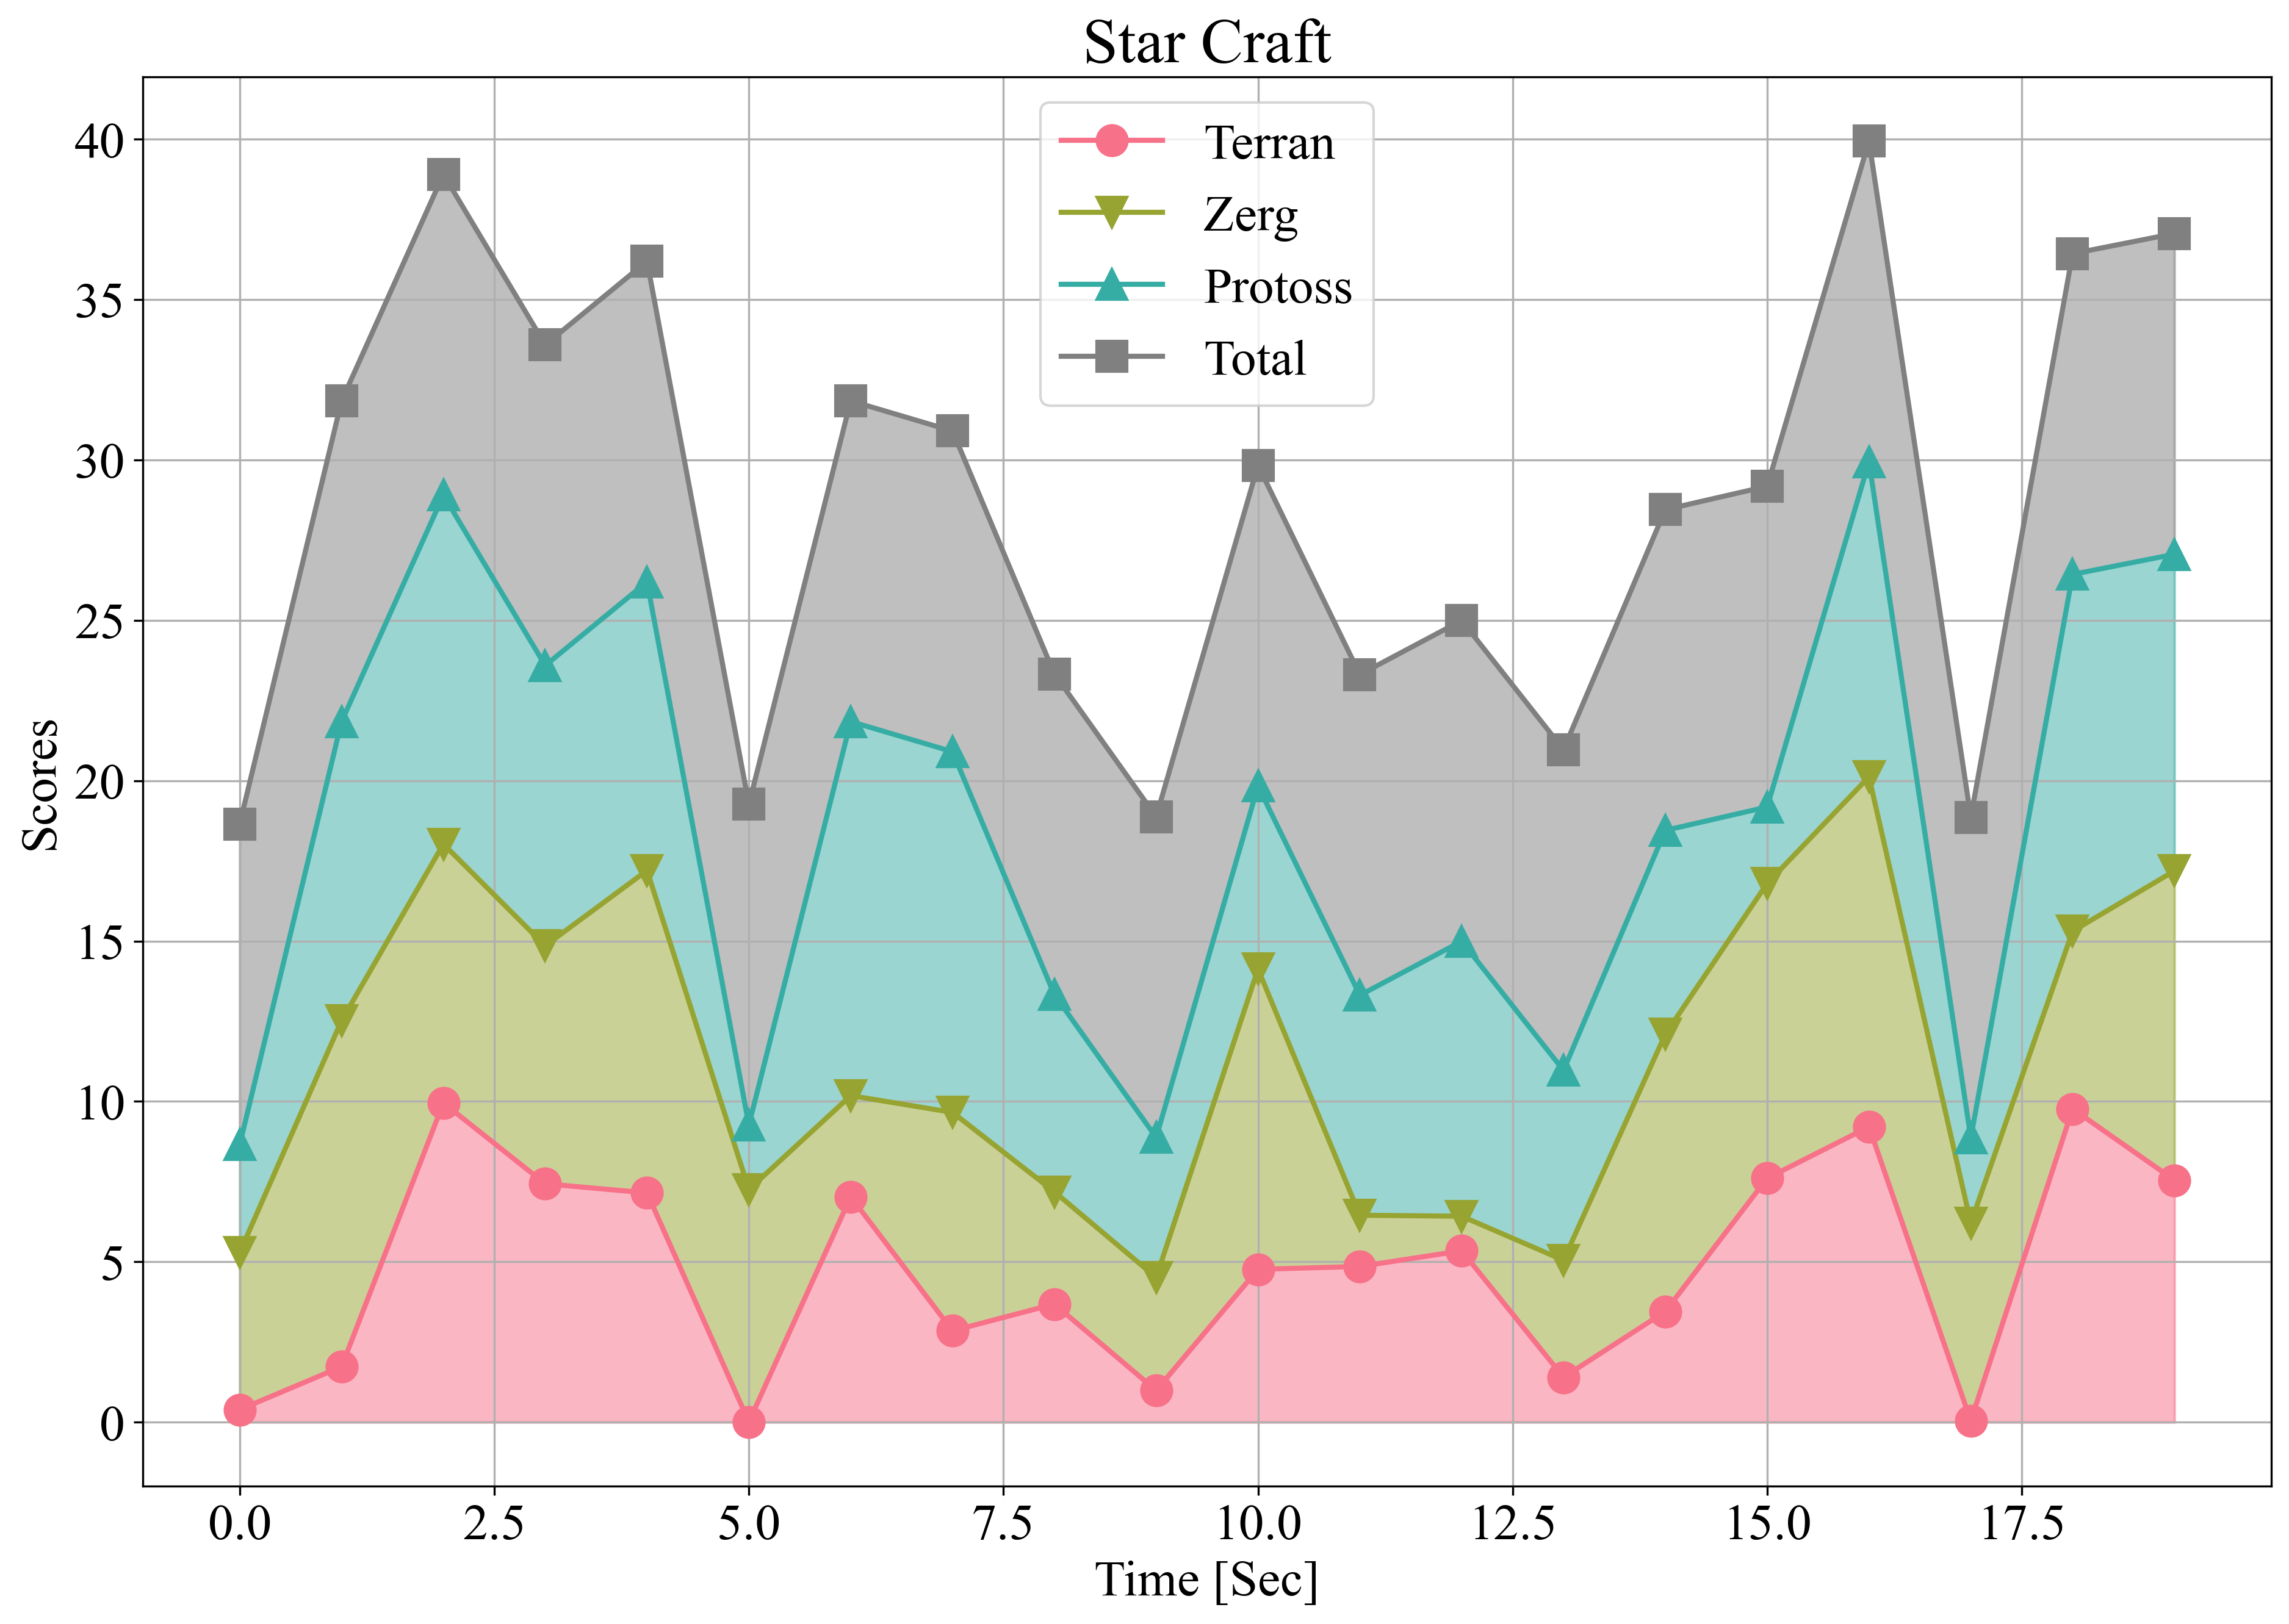 Star Craft
Terran
Zerg
Protoss
Total
Scores
40
35
30
25
20
15
10
5
0
0.0 2.5 5.0 7.5 10.0 12.5 15.0 17.5
Time [Sec]